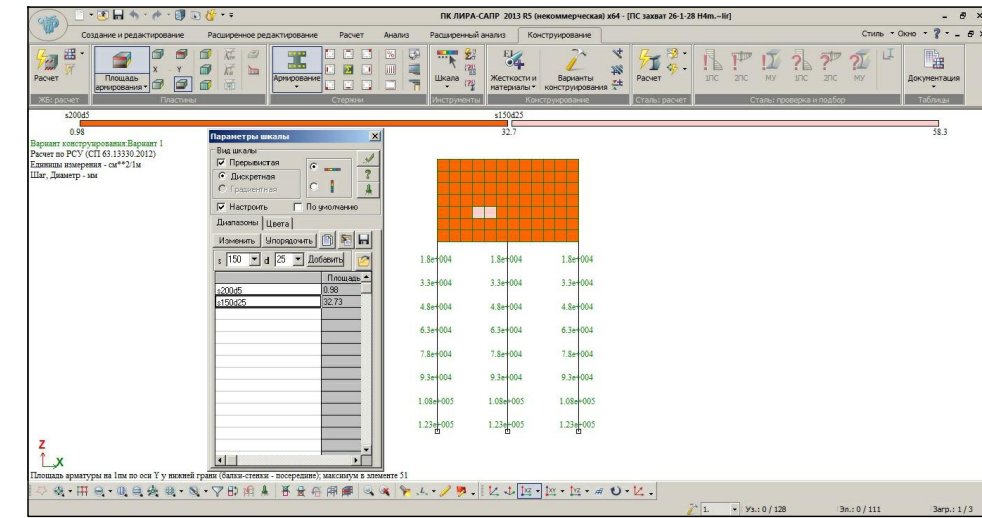 ПК ЛИРА-САПР 2013 R5 (некоммерческая) x64 - [ПС захват 26-1-28 H4m.~lir]
Создание и редактирование Расширенное редактирование Расчет Анализ Расширенный анализ Конструирование Стиль Окно
Расчет Площадь армирования X Y Армирование Шкала Жесткости и материалы Варианты конструирования Расчет 1ПС 2ПС МУ 1ПС 2ПС МУ Документация
ЖБ: расчет Пластины Стержни Инструменты Конструирование Сталь: расчет Сталь: проверка и подбор Таблицы
s200d5 s150d25
0.98 32.7 58.3
Вариант конструирования:Вариант 1
Расчет по РСУ (СП 63.13330.2012)
Единицы измерения - см**2/1м
Шаг, Диаметр - мм
Параметры шкалы
Вид шкалы
Прерывистая
Дискретная
Градиентная
Настроить По умолчанию
Диапазоны Цвета
Изменить Упорядочить
s 150 d 25 Добавить
Площадь
s200d5 0.98
s150d25 32.73
1.8e+004 1.8e+004 1.8e+004
3.3e+004 3.3e+004 3.3e+004
4.8e+004 4.8e+004 4.8e+004
6.3e+004 6.3e+004 6.3e+004
7.8e+004 7.8e+004 7.8e+004
9.3e+004 9.3e+004 9.3e+004
1.08e+005 1.08e+005 1.08e+005
1.23e+005 1.23e+005 1.23e+005
Z
X
Площадь арматуры на 1пм по оси Y у нижней грани (балки-стенки - посередине); максимум в элементе 51
1. Уз.: 0 / 128 Эл.: 0 / 111 Загр.: 1 / 3